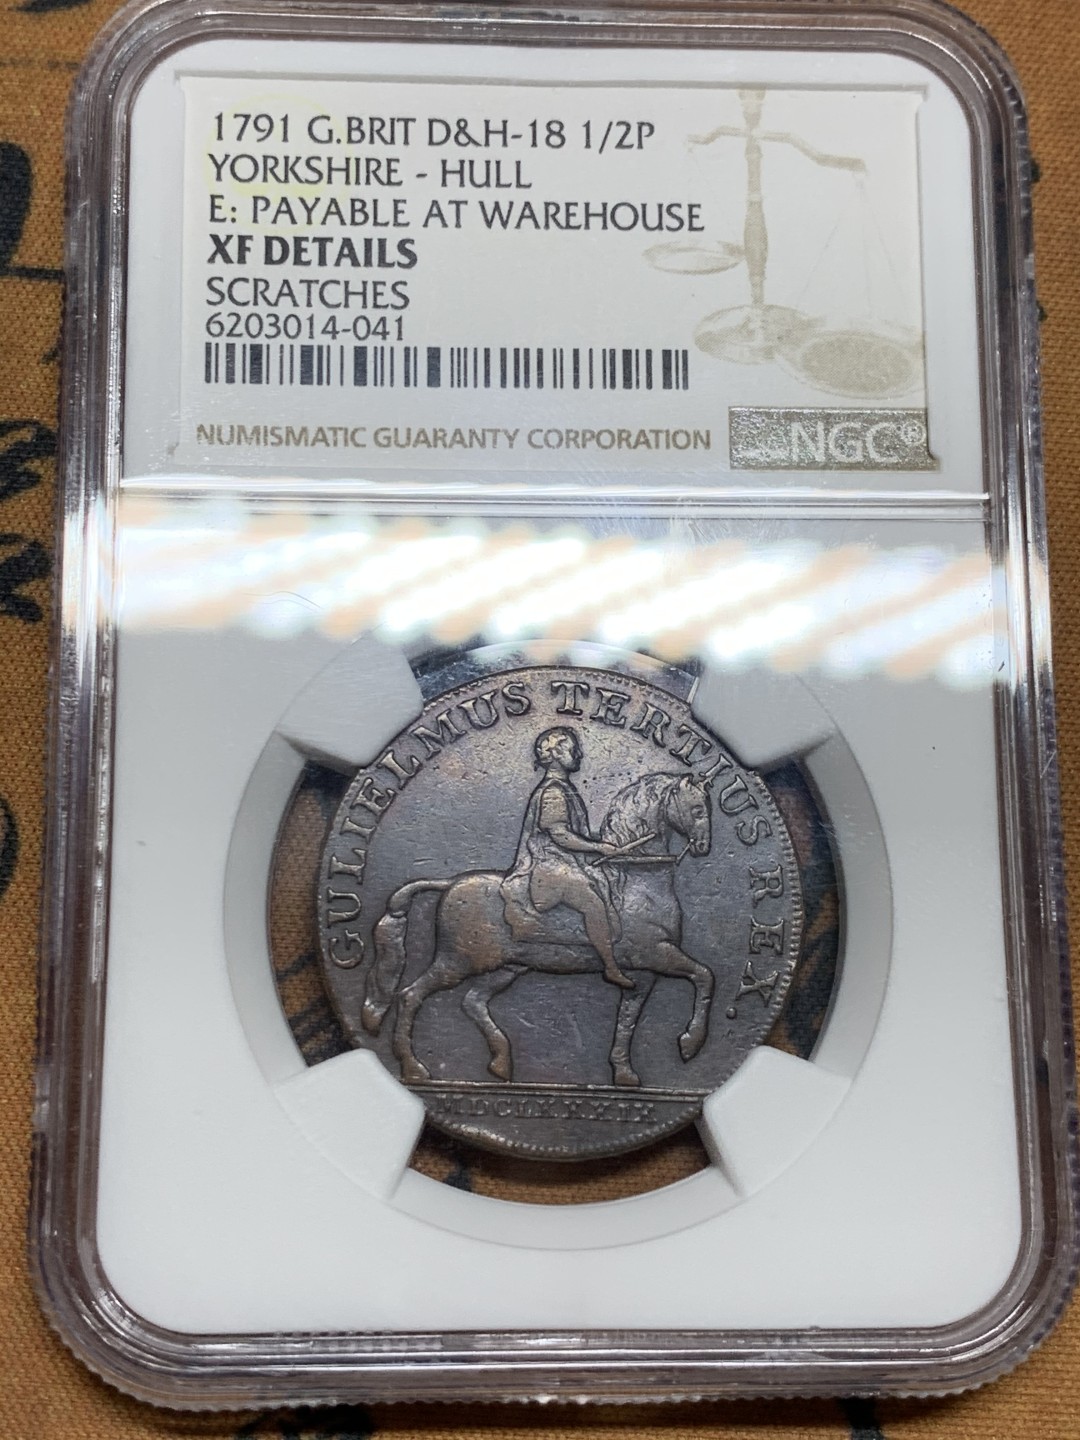 1791 G.BRIT D&H-18 1/2P
YORKSHIRE - HULL
E: PAYABLE AT WAREHOUSE
XF DETAILS
SCRATCHES
6203014-041
NUMISMATIC GUARANTY CORPORATION
NGC®
GULIELMUS TERTIUS REX.
MDCLXXXIX